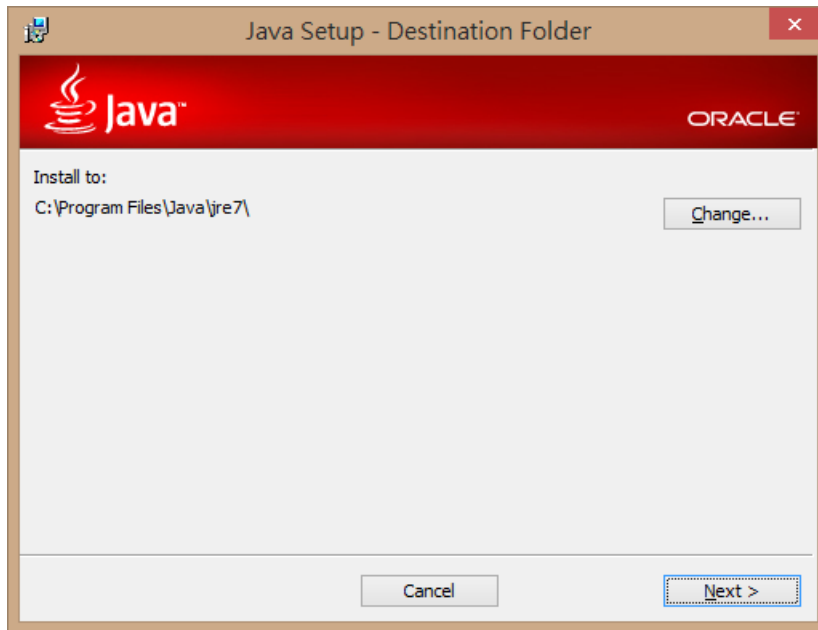 Java Setup - Destination Folder
Java™
ORACLE
Install to:
C:\Program Files\Java\jre7\
Change...
Cancel
Next >